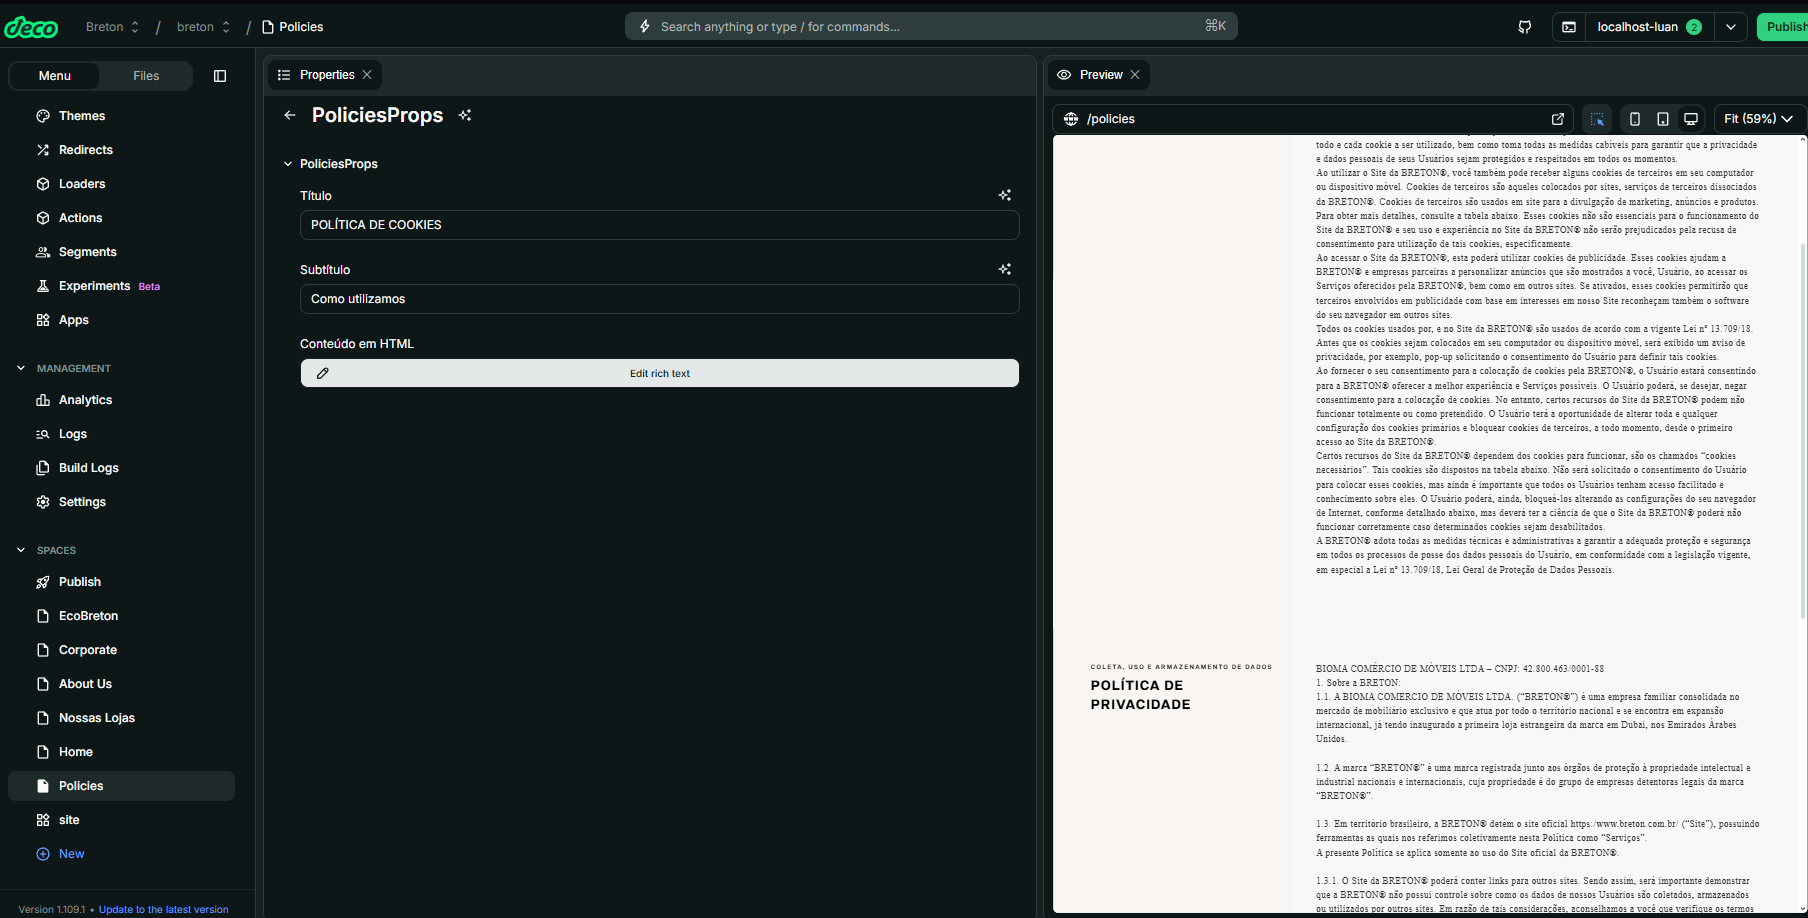 deco
Breton / breton / Policies
Search anything or type / for commands... ⌘K
localhost-luan 2
Publish
Menu Files
Themes
Redirects
Loaders
Actions
Segments
Experiments Beta
Apps
MANAGEMENT
Analytics
Logs
Build Logs
Settings
SPACES
Publish
EcoBreton
Corporate
About Us
Nossas Lojas
Home
Policies
site
New
Version 1.109.1 • Update to the latest version
Properties
PoliciesProps
PoliciesProps
Título
POLÍTICA DE COOKIES
Subtítulo
Como utilizamos
Conteúdo em HTML
Edit rich text
Preview
/policies
Fit (59%)
todo e cada cookie a ser utilizado, bem como toma todas as medidas cabíveis para garantir que a privacidade
e dados pessoais de seus Usuários sejam protegidos e respeitados em todos os momentos.
Ao utilizar o Site da BRETON®, você também pode receber alguns cookies de terceiros em seu computador
ou dispositivo móvel. Cookies de terceiros são aqueles colocados por sites, serviços de terceiros dissociados
da BRETON®. Cookies de terceiros são usados em site para a divulgação de marketing, anúncios e produtos.
Para obter mais detalhes, consulte a tabela abaixo. Esses cookies não são essenciais para o funcionamento do
Site da BRETON® e seu uso e experiência no Site da BRETON® não serão prejudicados pela recusa de
consentimento para utilização de tais cookies, especificamente.
Ao acessar o Site da BRETON®, esta poderá utilizar cookies de publicidade. Esses cookies ajudam a
BRETON® e empresas parceiras a personalizar anúncios que são mostrados a você, Usuário, ao acessar os
Serviços oferecidos pela BRETON®, bem como em outros sites. Se ativados, esses cookies permitirão que
terceiros envolvidos em publicidade com base em interesses em nosso Site reconheçam também o software
do seu navegador em outros sites.
Todos os cookies usados por, e no Site da BRETON® são usados de acordo com a vigente Lei nº 13.709/18.
Antes que os cookies sejam colocados em seu computador ou dispositivo móvel, será exibido um aviso de
privacidade, por exemplo, pop-up solicitando o consentimento do Usuário para definir tais cookies.
Ao fornecer o seu consentimento para a colocação de cookies pela BRETON®, o Usuário estará consentindo
para a BRETON® oferecer a melhor experiência e Serviços possíveis. O Usuário poderá, se desejar, negar
consentimento para a colocação de cookies. No entanto, certos recursos do Site da BRETON® podem não
funcionar totalmente ou como pretendido. O Usuário terá a oportunidade de alterar toda e qualquer
configuração dos cookies primários e bloquear cookies de terceiros, a todo momento, desde o primeiro
acesso ao Site da BRETON®.
Certos recursos do Site da BRETON® dependem dos cookies para funcionar, são os chamados “cookies
necessários”. Tais cookies são dispostos na tabela abaixo. Não será solicitado o consentimento do Usuário
para colocar esses cookies, mas ainda é importante que todos os Usuários tenham acesso facilitado e
conhecimento sobre eles. O Usuário poderá, ainda, bloqueá-los alterando as configurações do seu navegador
de Internet, conforme detalhado abaixo, mas deverá ter a ciência de que o Site da BRETON® poderá não
funcionar corretamente caso determinados cookies sejam desabilitados.
A BRETON® adota todas as medidas técnicas e administrativas a garantir a adequada proteção e segurança
em todos os processos de posse dos dados pessoais do Usuário, em conformidade com a legislação vigente,
em especial a Lei nº 13.709/18, Lei Geral de Proteção de Dados Pessoais.
COLETA, USO E ARMAZENAMENTO DE DADOS
POLÍTICA DE
PRIVACIDADE
BIOMA COMÉRCIO DE MÓVEIS LTDA – CNPJ: 42.800.463/0001-88
1. Sobre a BRETON:
1.1. A BIOMA COMERCIO DE MÓVEIS LTDA. (“BRETON®”) é uma empresa familiar consolidada no
mercado de mobiliário exclusivo e que atua por todo o território nacional e se encontra em expansão
internacional, já tendo inaugurado a primeira loja estrangeira da marca em Dubai, nos Emirados Árabes
Unidos.
1.2. A marca “BRETON®” é uma marca registrada junto aos órgãos de proteção à propriedade intelectual e
industrial nacionais e internacionais, cuja propriedade é do grupo de empresas detentoras legais da marca
“BRETON®”.
1.3. Em território brasileiro, a BRETON® detém o site oficial https:/www.breton.com.br/ (“Site”), possuindo
ferramentas as quais nos referimos coletivamente nesta Política como “Serviços”.
A presente Política se aplica somente ao uso do Site oficial da BRETON®.
1.3.1. O Site da BRETON® poderá conter links para outros sites. Sendo assim, será importante demonstrar
que a BRETON® não possui controle sobre como os dados de nossos Usuários são coletados, armazenados
ou utilizados por outros sites. Em razão de tais considerações, aconselhamos a você que verifique os termos